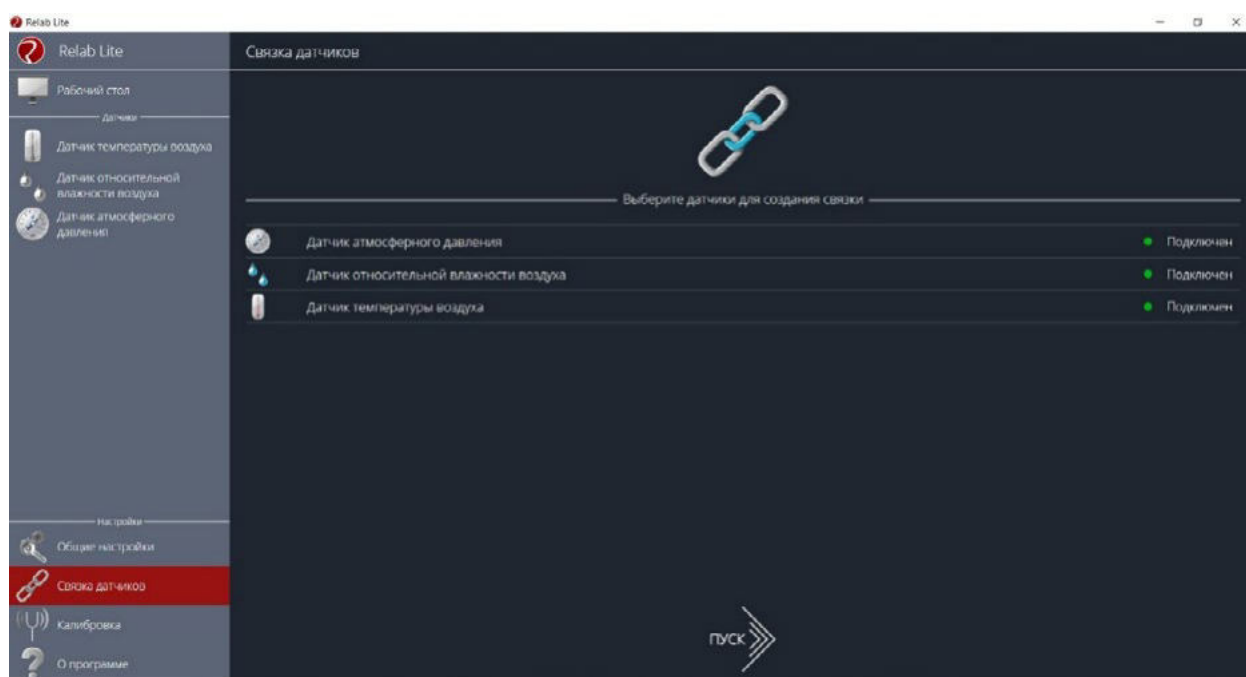 Relab Lite
Relab Lite
Рабочий стол
Датчики
Датчик температуры воздуха
Датчик относительной
влажности воздуха
Датчик атмосферного
давления
Настройки
Общие настройки
Связка датчиков
Калибровка
О программе
Связка датчиков
Выберите датчики для создания связки
Датчик атмосферного давления
Подключен
Датчик относительной влажности воздуха
Подключен
Датчик температуры воздуха
Подключен
ПУСК